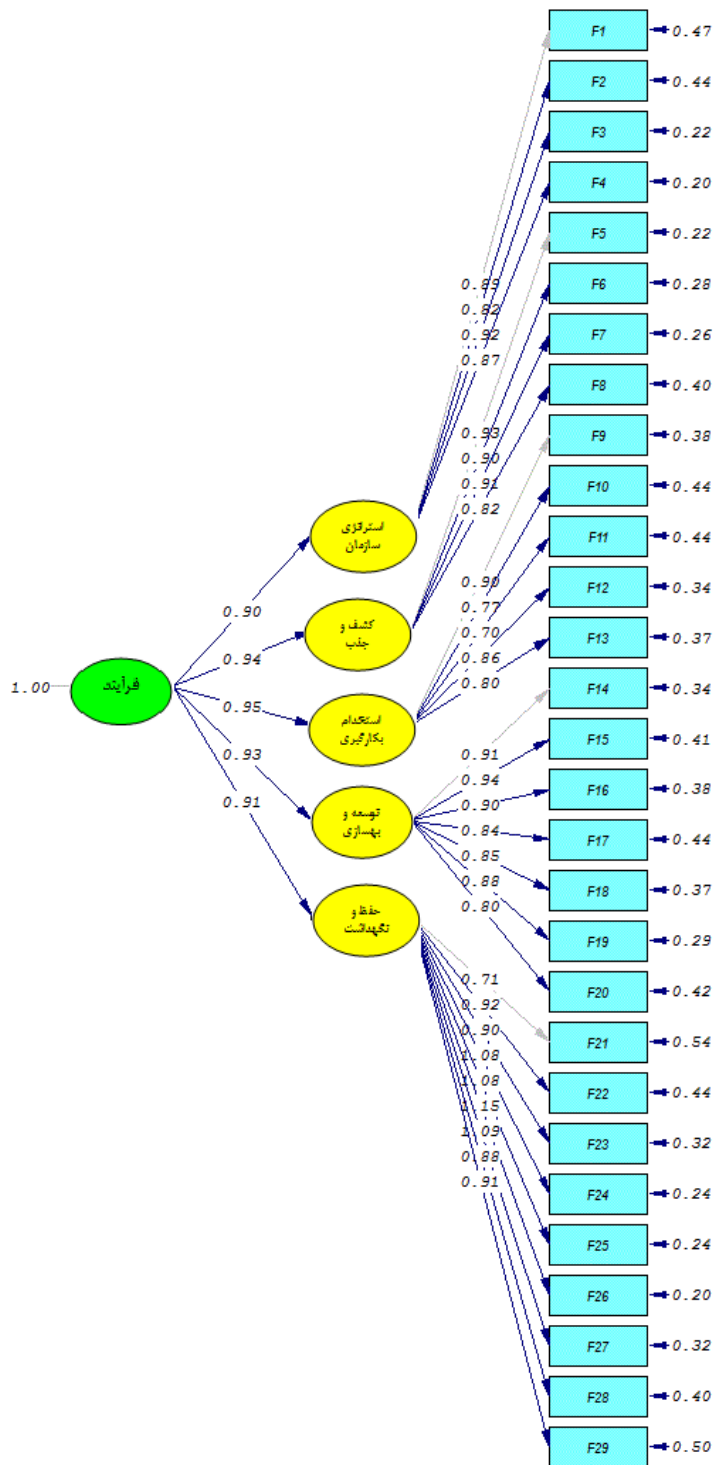 F1 0.47
F2 0.44
F3 0.22
F4 0.20
F5 0.22
F6 0.28
F7 0.26
F8 0.40
F9 0.38
F10 0.44
F11 0.44
F12 0.34
F13 0.37
F14 0.34
F15 0.41
F16 0.38
F17 0.44
F18 0.37
F19 0.29
F20 0.42
F21 0.54
F22 0.44
F23 0.32
F24 0.24
F25 0.24
F26 0.20
F27 0.32
F28 0.40
F29 0.50
0.82
0.92
0.87
0.93
0.90
0.91
0.82
0.90
0.77
0.70
0.86
0.80
0.91
0.94
0.90
0.84
0.85
0.88
0.80
0.71
0.92
0.90
1.08
1.08
1.15
1.09
0.88
0.91
استراتژی
سازمان
کشف و
جذب
استخدام
بکارگیری
توسعه و
بهسازی
حفظ و
نگهداشت
0.90
0.94
0.95
0.93
0.91
فرآیند
1.00